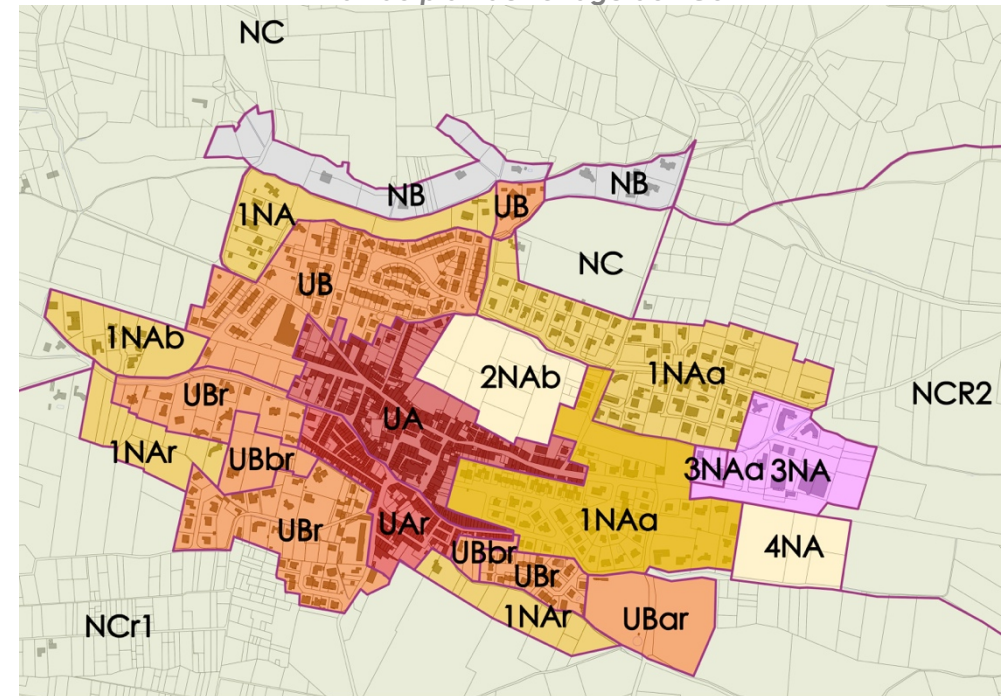 NC
NB
NB
1NA
UB
NC
UB
1NAb
2NAb
1NAa
UBr
NCR2
UA
1NAr
UBbr
3NAa 3NA
1NAa
UBr
UAr
4NA
UBbr
UBr
1NAr
UBar
NCr1